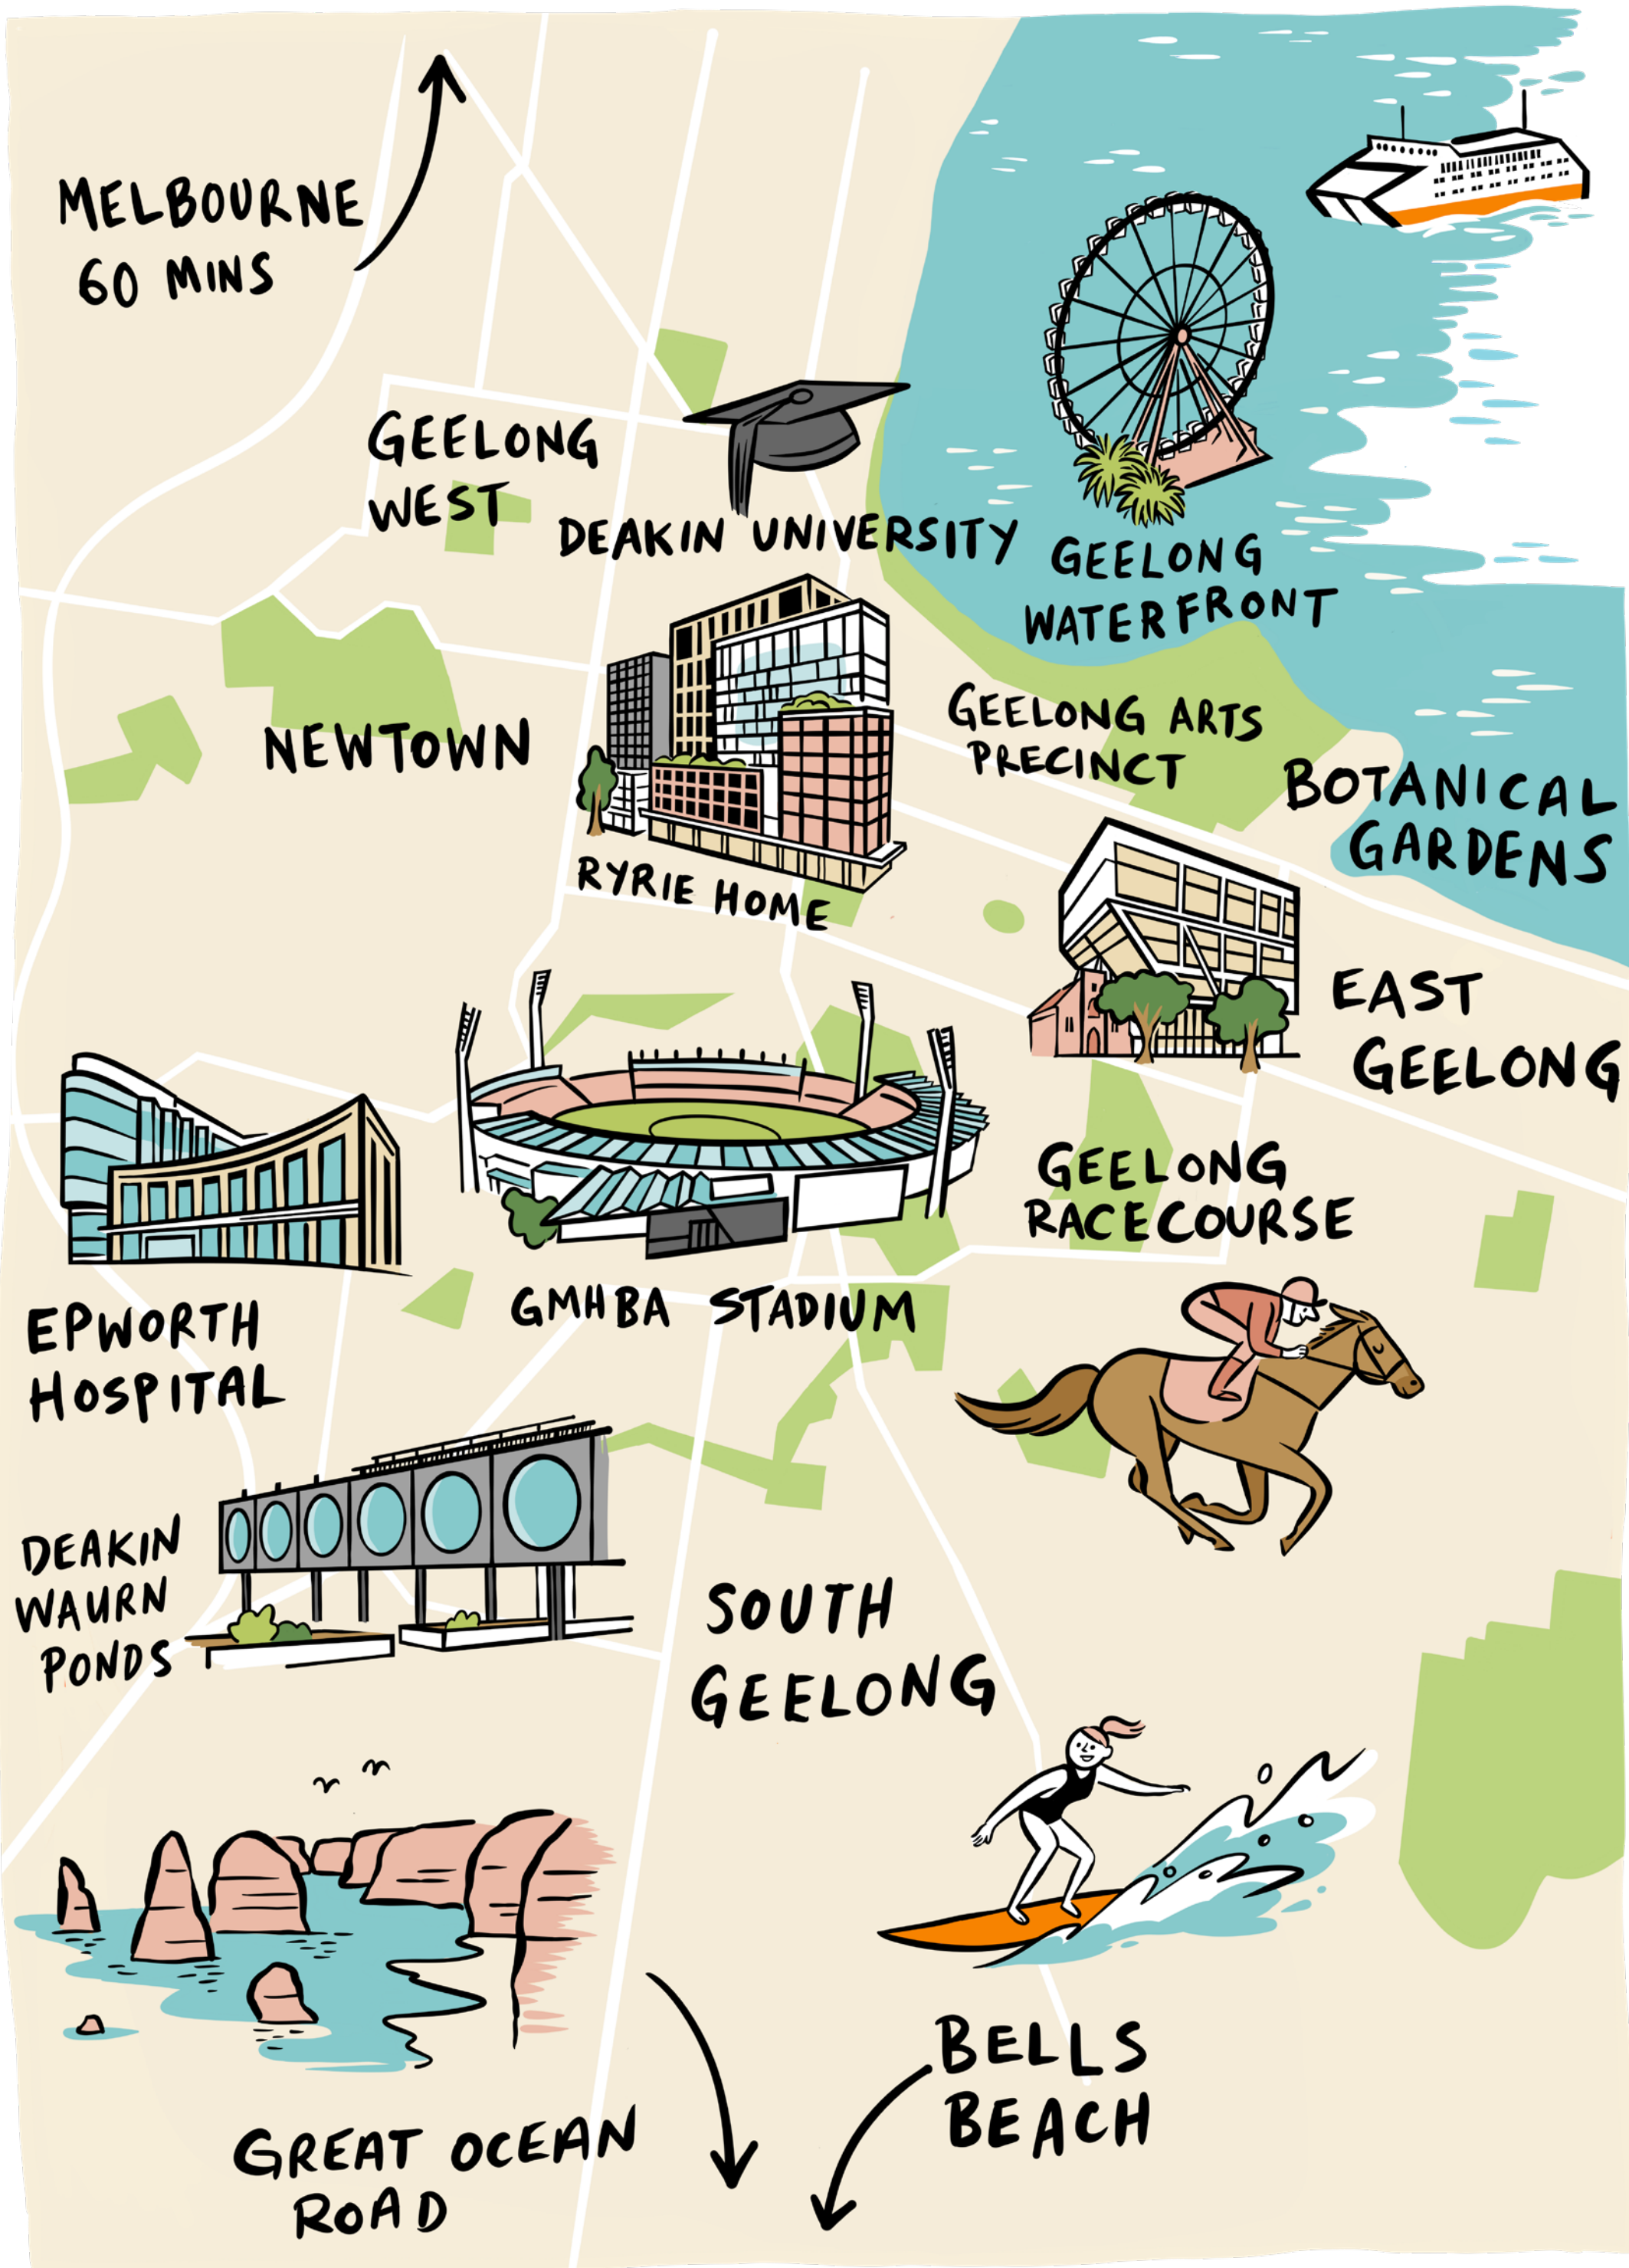 MELBOURNE
60 MINS
GEELONG
WEST
DEAKIN UNIVERSITY
GEELONG
WATERFRONT
NEWTOWN
GEELONG ARTS
PRECINCT
BOTANICAL
GARDENS
RYRIE HOME
EAST
GEELONG
GEELONG
RACECOURSE
EPWORTH
HOSPITAL
GMHBA STADIUM
DEAKIN
WAURN
PONDS
SOUTH
GEELONG
BELLS
BEACH
GREAT OCEAN
ROAD